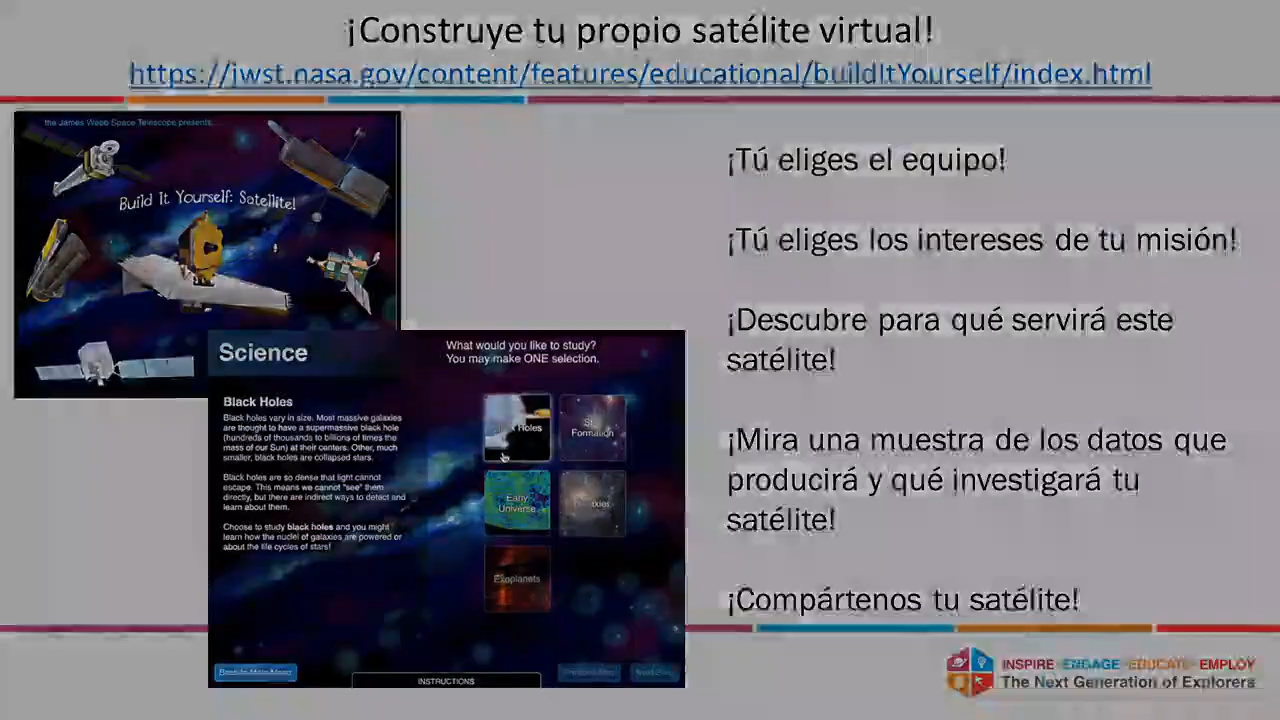 ¡Construye tu propio satélite virtual!
https://jwst.nasa.gov/content/features/educational/buildItYourself/index.html
the James Webb Space Telescope presents...
Build It Yourself: Satellite!
Science
What would you like to study?
You may make ONE selection.
Black Holes
Black holes vary in size. Most massive galaxies
are thought to have a supermassive black hole
(hundreds of thousands to billions of times the
mass of our Sun) at their centers. Other, much
smaller, black holes are collapsed stars.
Black holes are so dense that light cannot
escape. This means we cannot "see" them
directly, but there are indirect ways to detect and
learn about them.
Choose to study black holes and you might
learn how the nuclei of galaxies are powered or
about the life cycles of stars!
Holes
Formation
Early
Universe
Exoplanets
Back to Main Menu
INSTRUCTIONS
¡Tú eliges el equipo!
¡Tú eliges los intereses de tu misión!
¡Descubre para qué servirá este
satélite!
¡Mira una muestra de los datos que
producirá y qué investigará tu
satélite!
¡Compártenos tu satélite!
INSPIRE · ENGAGE · EDUCATE · EMPLOY
The Next Generation of Explorers